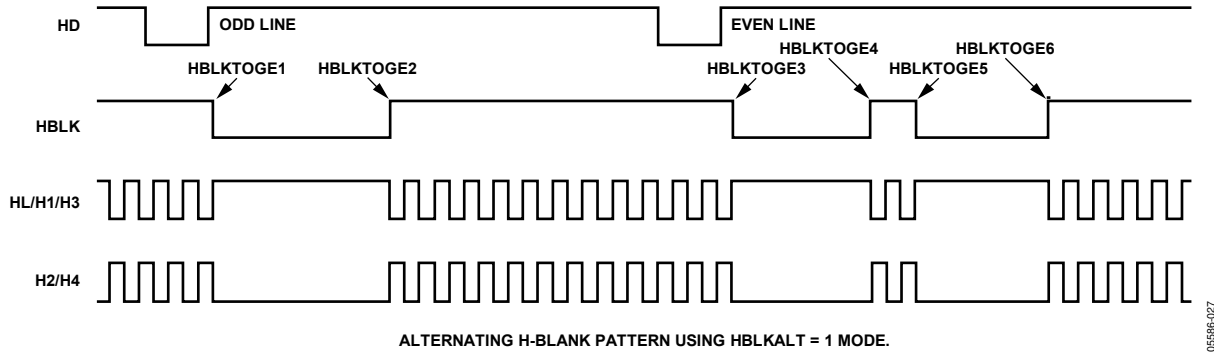 HD
ODD LINE
EVEN LINE
HBLKTOGE1
HBLKTOGE2
HBLKTOGE3
HBLKTOGE4
HBLKTOGE5
HBLKTOGE6
HBLK
HL/H1/H3
H2/H4
ALTERNATING H-BLANK PATTERN USING HBLKALT = 1 MODE.
05586-027